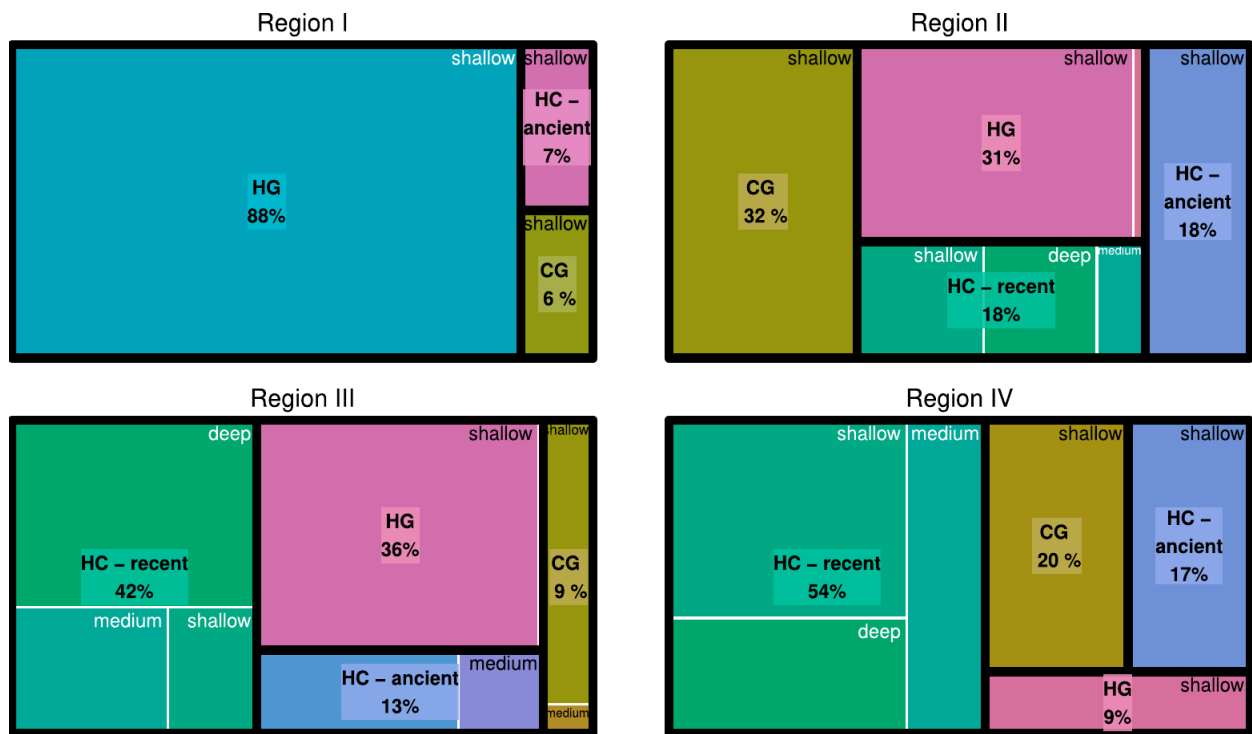 Region I
shallow
shallow
HC –
ancient
7%
HG
88%
shallow
CG
6 %
Region II
shallow
shallow
shallow
HG
31%
CG
32 %
HC –
ancient
18%
shallow
deep
medium
HC – recent
18%
Region III
deep
shallow
shallow
HG
36%
HC – recent
42%
CG
9 %
medium
shallow
medium
HC – ancient
13%
medium
Region IV
shallow
medium
shallow
shallow
HC –
ancient
17%
CG
20 %
HC – recent
54%
deep
shallow
HG
9%